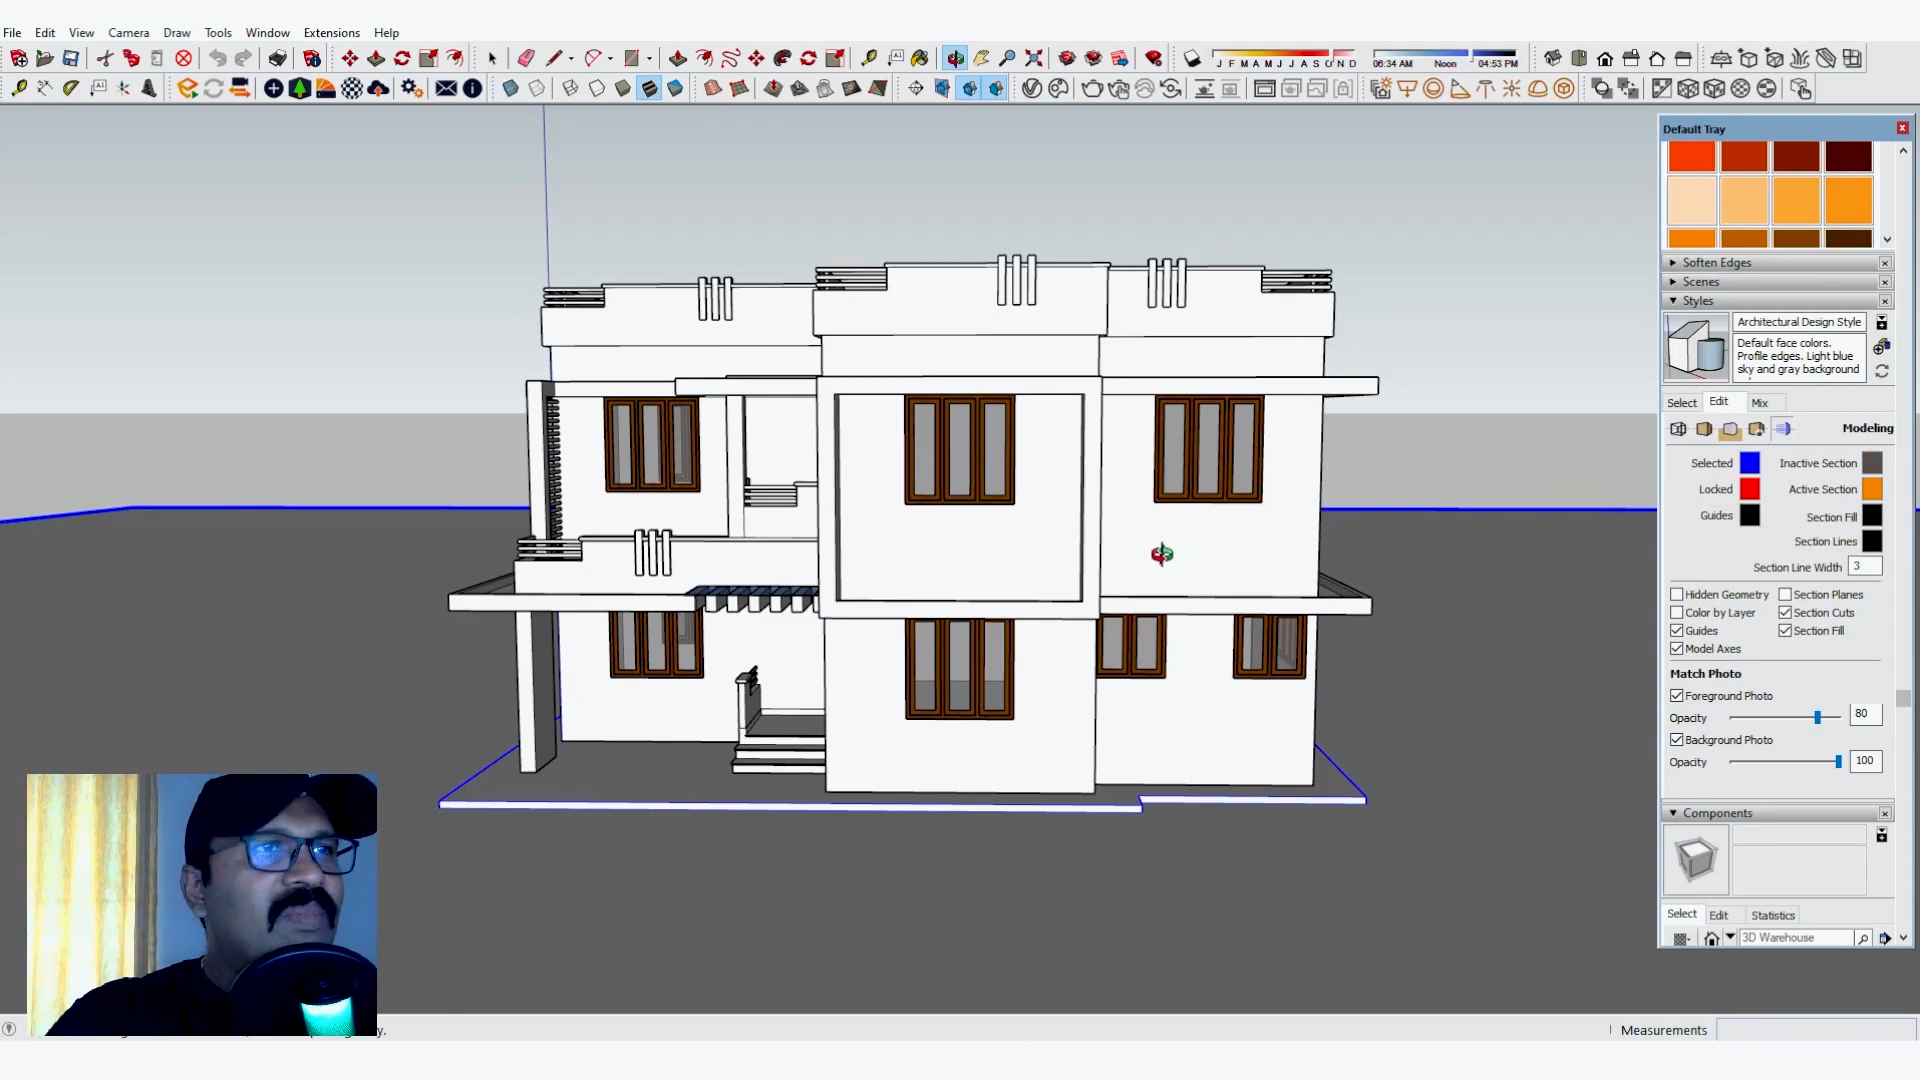 File Edit View Camera Draw Tools Window Extensions Help
J F M A M J J A S O N D
06:34 AM Noon 04:53 PM
Default Tray
Soften Edges
Scenes
Styles
Architectural Design Style
Default face colors.
Profile edges. Light blue
sky and gray background
Select Edit Mix
Modeling
Selected Inactive Section
Locked Active Section
Guides Section Fill
Section Lines
Section Line Width 3
Hidden Geometry Section Planes
Color by Layer Section Cuts
Guides Section Fill
Model Axes
Match Photo
Foreground Photo
Opacity 80
Background Photo
Opacity 100
Components
Select Edit Statistics
3D Warehouse
Measurements